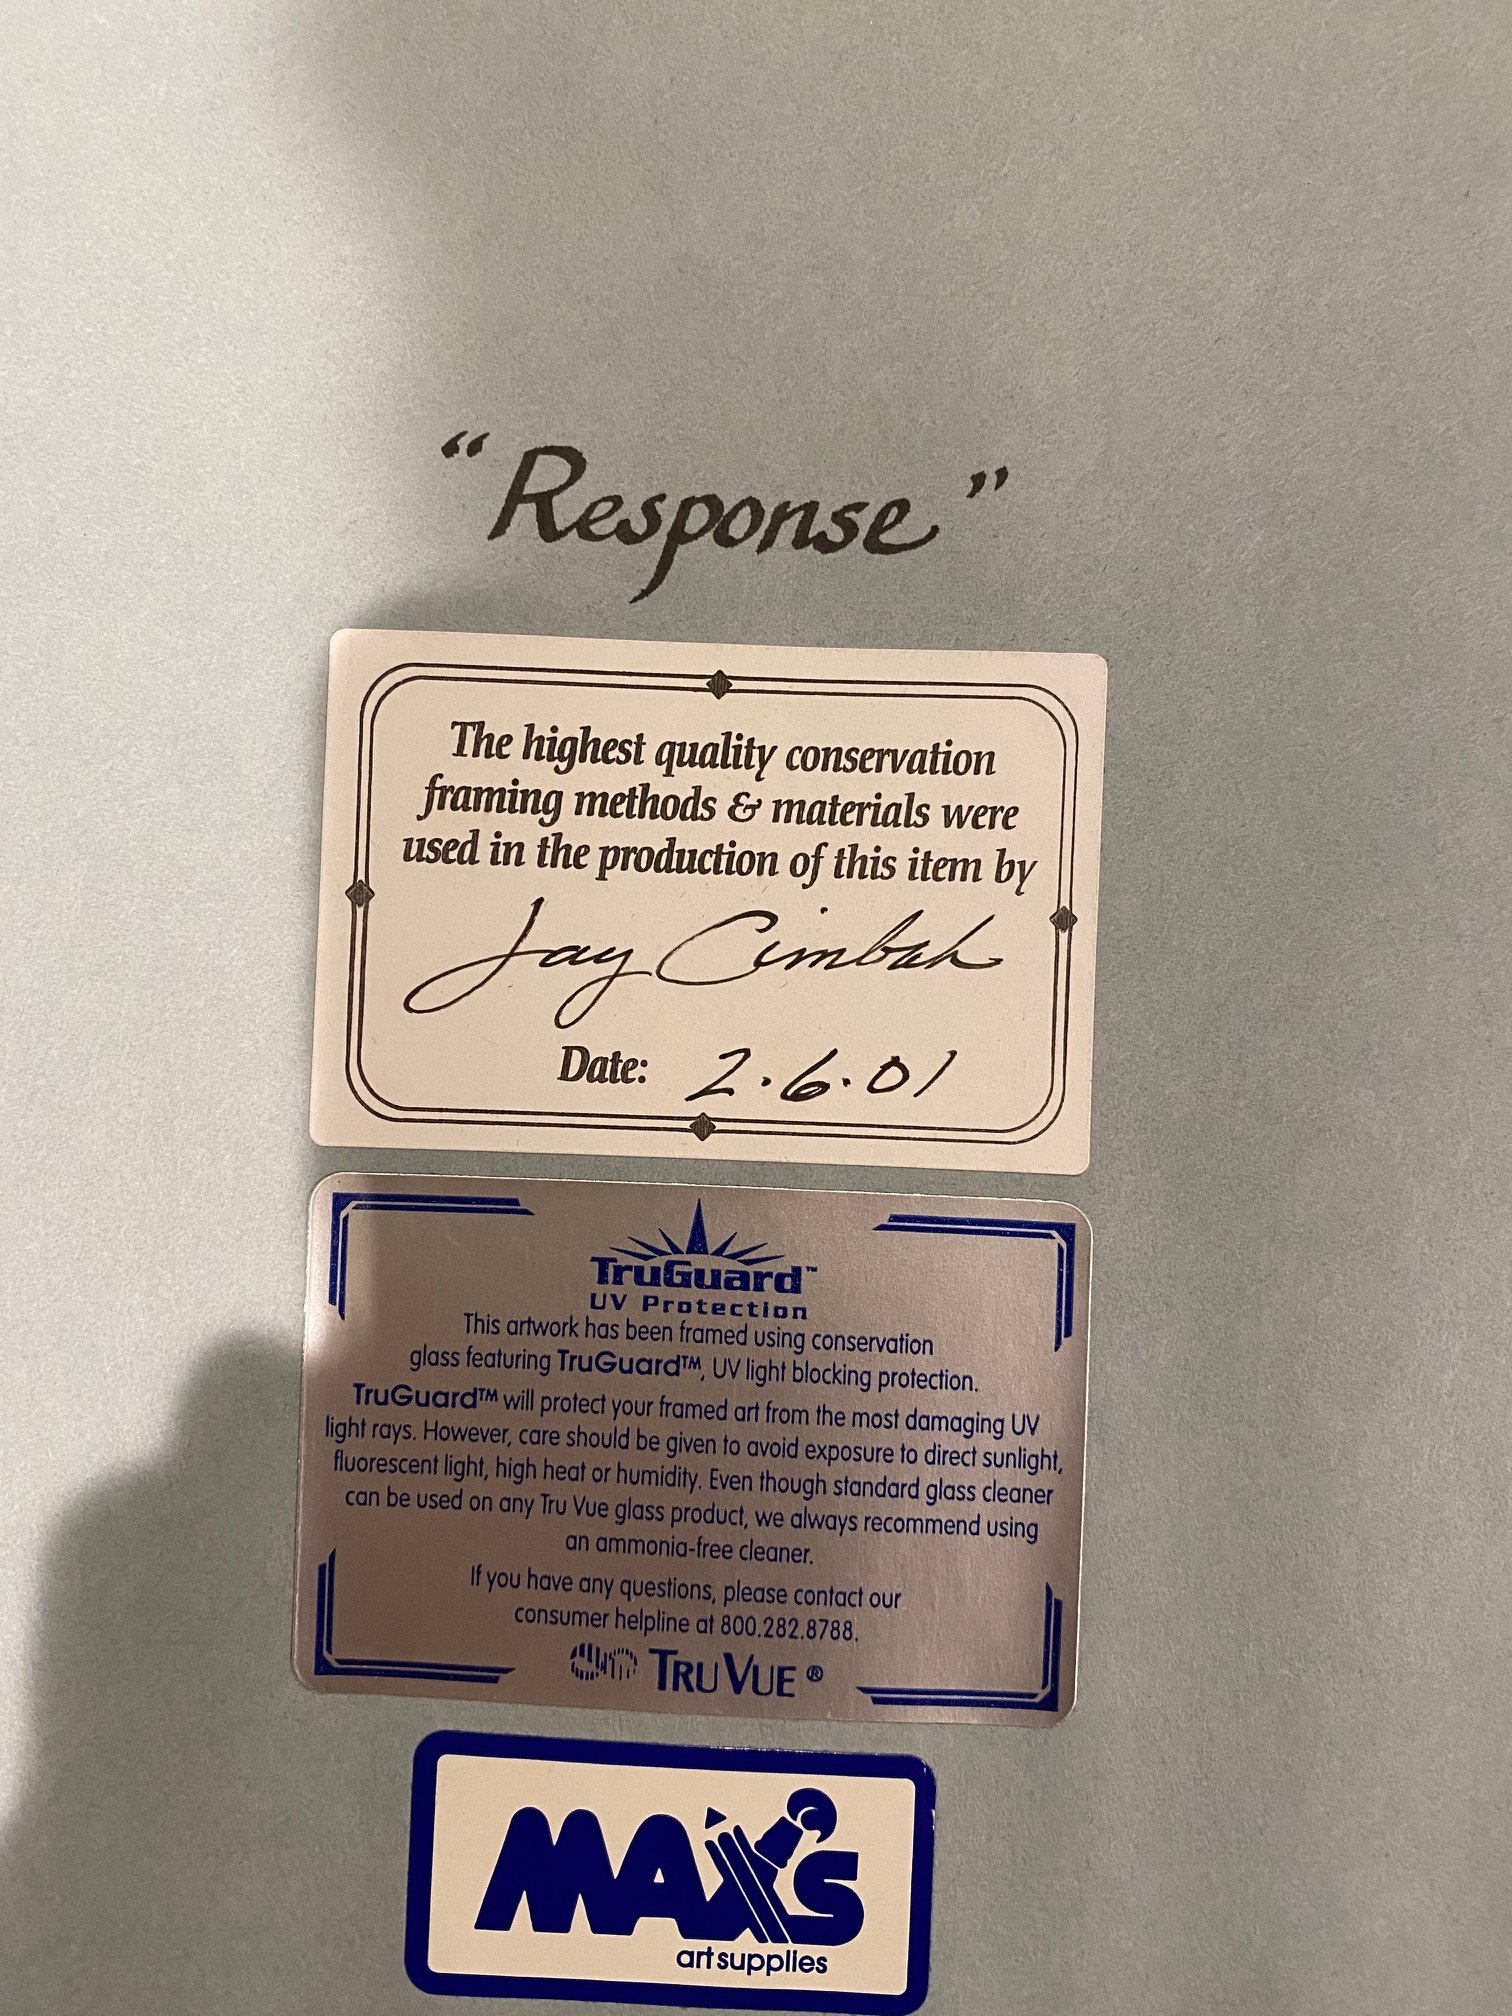 "Response"
The highest quality conservation
framing methods & materials were
used in the production of this item by
Jay Cimbah
Date: 2.6.01
TruGuard™
UV Protection
This artwork has been framed using conservation
glass featuring TruGuard™, UV light blocking protection.
TruGuard™ will protect your framed art from the most damaging UV
light rays. However, care should be given to avoid exposure to direct sunlight,
fluorescent light, high heat or humidity. Even though standard glass cleaner
can be used on any Tru Vue glass product, we always recommend using
an ammonia-free cleaner.
If you have any questions, please contact our
consumer helpline at 800.282.8788.
TRU VUE ®
MAX'S
art supplies